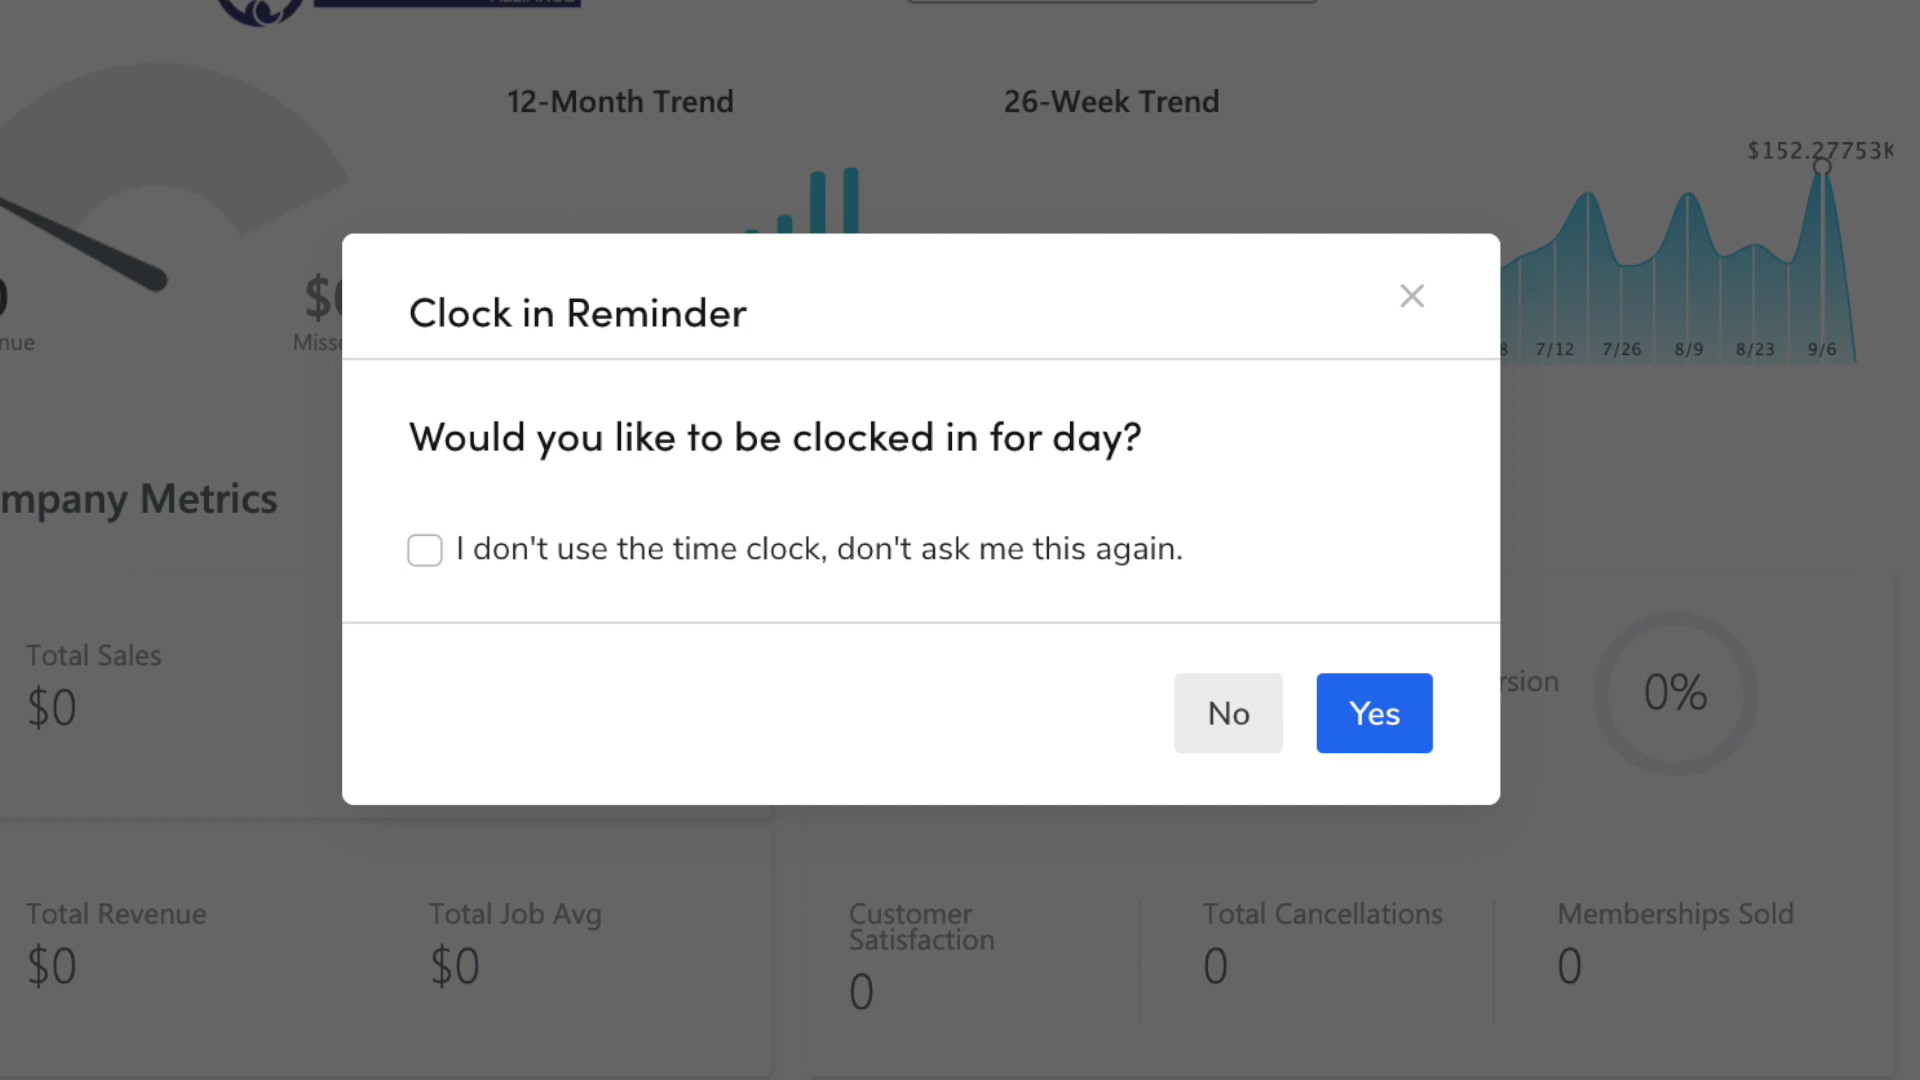 12-Month Trend
26-Week Trend
$152.27753K
Clock in Reminder
7/12 7/26 8/9 8/23 9/6
Would you like to be clocked in for day?
Metrics
I don't use the time clock, don't ask me this again.
Total Sales
$0
No
Yes
0%
Total Revenue
$0
Total Job Avg
$0
Customer
Satisfaction
0
Total Cancellations
0
Memberships Sold
0